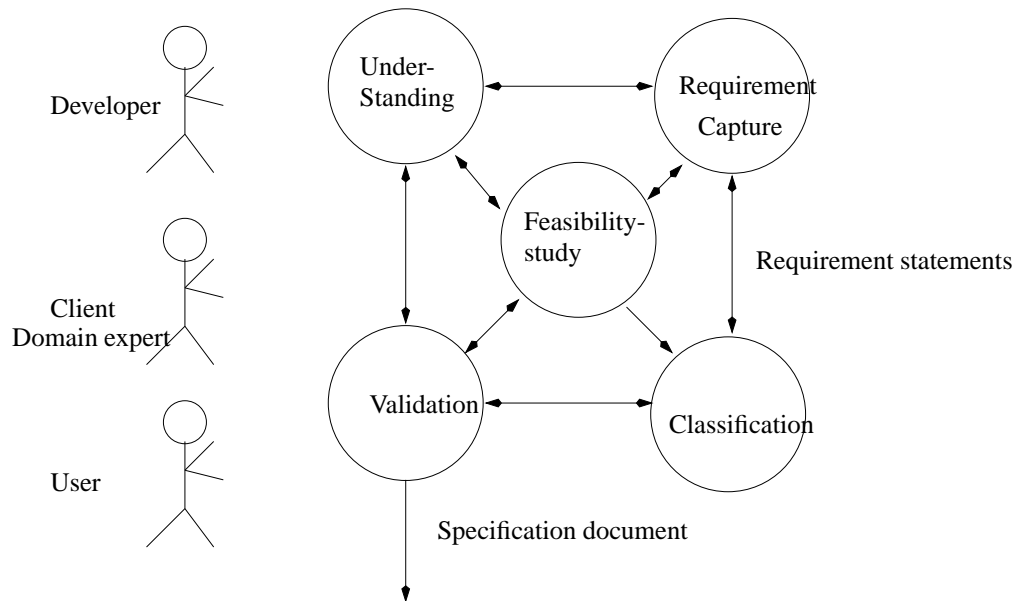 Under-
Standing
Requirement
Capture
Developer
Feasibility-
study
Requirement statements
Client
Domain expert
Validation
Classification
User
Specification document